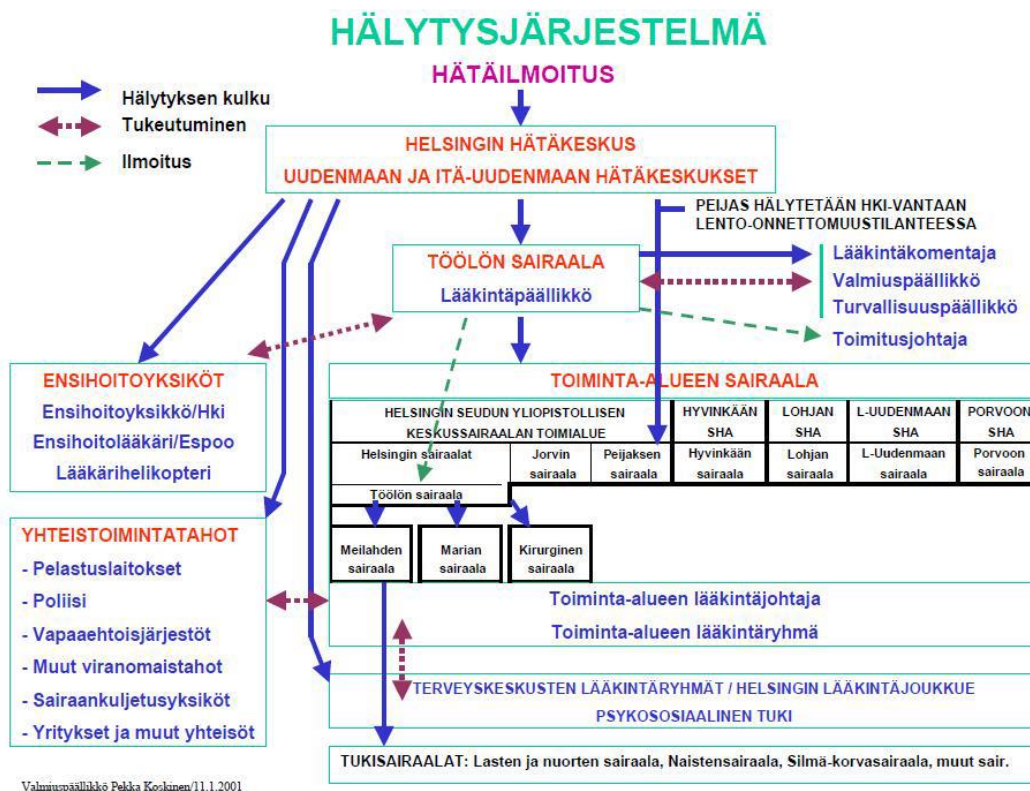 HÄLYTYSJÄRJESTELMÄ
HÄTÄILMOITUS
Hälytyksen kulku
Tukeutuminen
Ilmoitus
HELSINGIN HÄTÄKESKUS
UUDENMAAN JA ITÄ-UUDENMAAN HÄTÄKESKUKSET
PEIJAS HÄLYTETÄÄN HKI-VANTAAN
LENTO-ONNETTOMUUSTILANTEESSA
TÖÖLÖN SAIRAALA
Lääkintäpäällikkö
Lääkintäkomentaja
Valmiuspäällikkö
Turvallisuuspäällikkö
Toimitusjohtaja
ENSIHOITOYKSIKÖT
Ensihoitoyksikkö/Hki
Ensihoitolääkäri/Espoo
Lääkärihelikopteri
TOIMINTA-ALUEEN SAIRAALA
HELSINGIN SEUDUN YLIOPISTOLLISEN
KESKUSSAIRAALAN TOIMIALUE
HYVINKÄÄN
SHA
LOHJAN
SHA
L-UUDENMAAN
SHA
PORVOON
SHA
Helsingin sairaalat
Jorvin
sairaala
Peijaksen
sairaala
Hyvinkään
sairaala
Lohjan
sairaala
L-Uudenmaan
sairaala
Porvoon
sairaala
Töölön sairaala
Meilahden
sairaala
Marian
sairaala
Kirurginen
sairaala
YHTEISTOIMINTATAHOT
- Pelastuslaitokset
- Poliisi
- Vapaaehtoisjärjestöt
- Muut viranomaistahot
- Sairaankuljetusyksiköt
- Yritykset ja muut yhteisöt
Toiminta-alueen lääkintäjohtaja
Toiminta-alueen lääkintäryhmä
TERVEYSKESKUSTEN LÄÄKINTÄRYHMÄT / HELSINGIN LÄÄKINTÄJOUKKUE
PSYKOSOSIAALINEN TUKI
TUKISAIRAALAT: Lasten ja nuorten sairaala, Naistensairaala, Silmä-korvasairaala, muut sair.
Valmiuspäällikkö Pekka Koskinen/11.1.2001